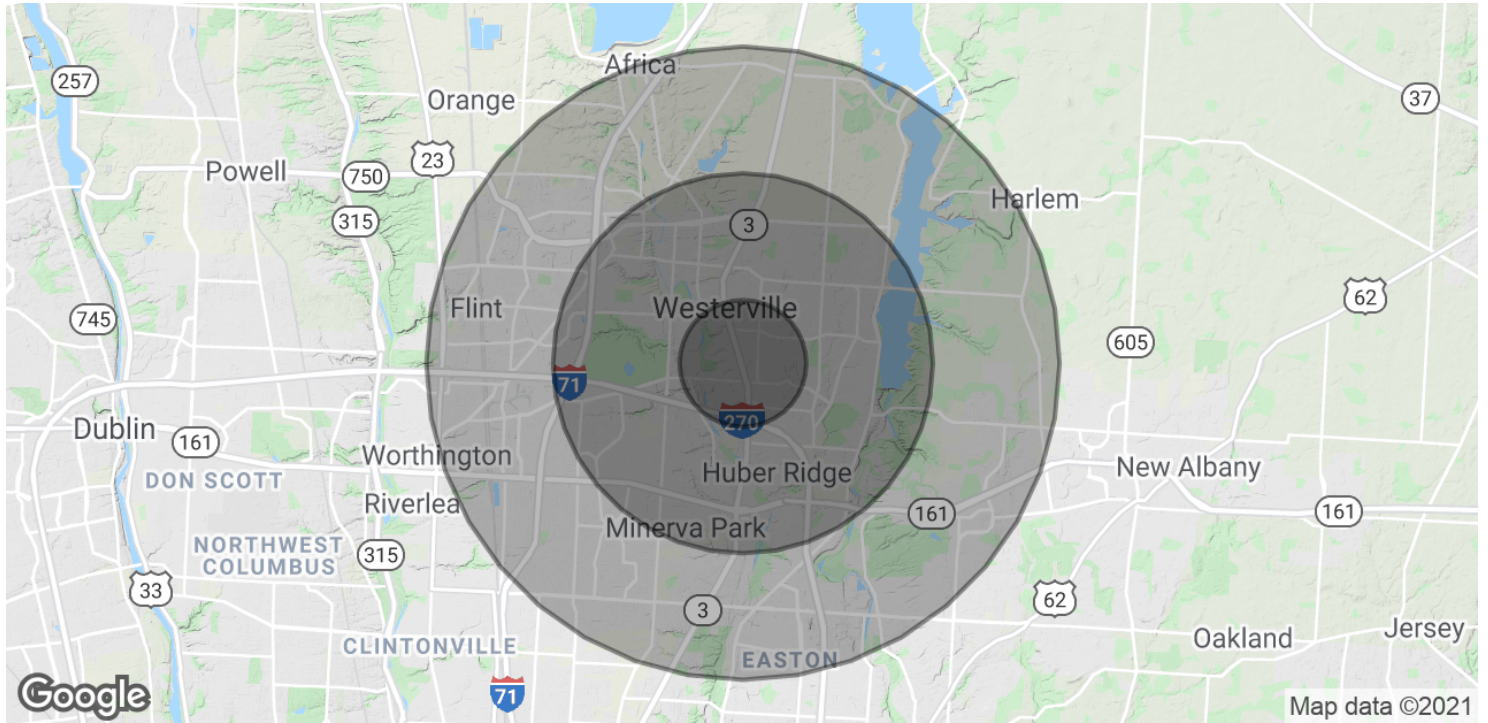 Africa
257
37
Orange
23
Powell
750
Harlem
315
3
62
Flint
Westerville
745
605
71
270
Dublin
161
Worthington
New Albany
DON SCOTT
Huber Ridge
Riverlea
161
161
Minerva Park
NORTHWEST
COLUMBUS
315
33
62
3
CLINTONVILLE
Oakland
Jersey
EASTON
71
Google
Map data ©2021